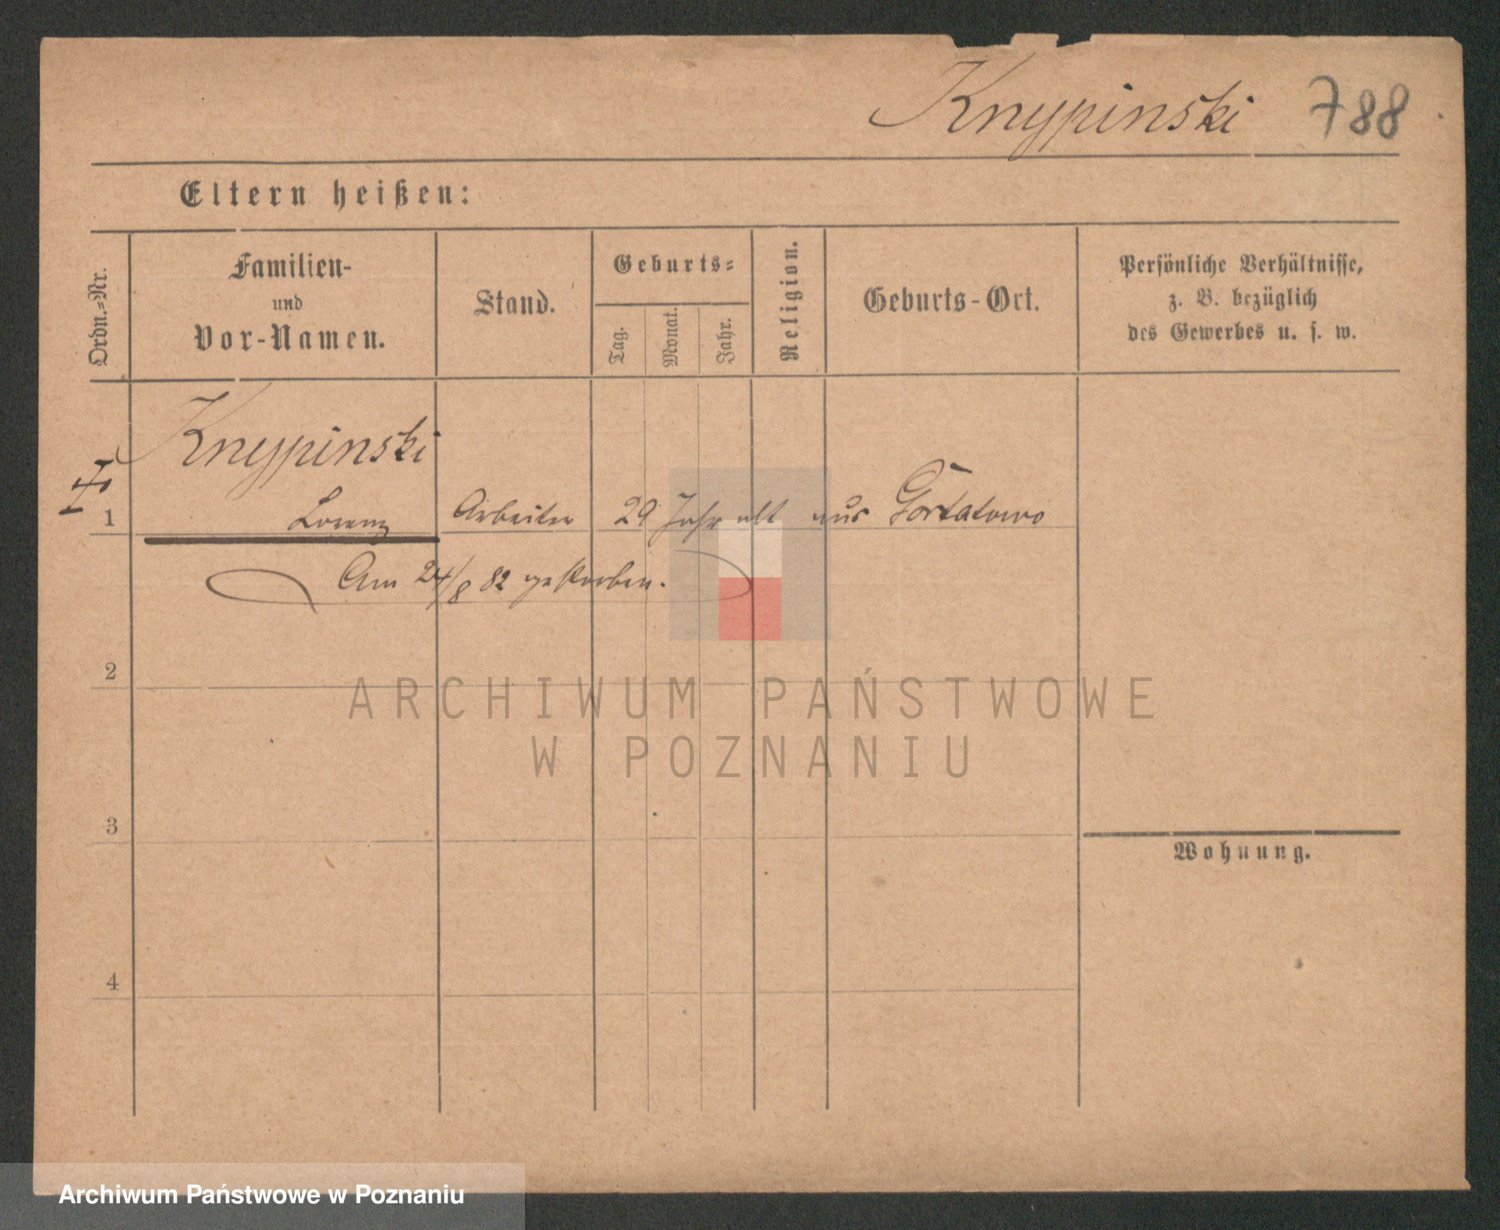 Knypinski 788
Eltern heißen:
Ordn.-Nr.
Familien-
und
Vor-Namen.
Stand.
Geburts-
Tag.
Monat.
Jahr.
Religion.
Geburts-Ort.
Persönliche Verhältnisse,
z. B. bezüglich
des Gewerbes u. s. w.
Knypinski
1 Lorenz Arbeiter 29 Jahr alt aus Gortatowo
Am 24/8 82 gestorben.
2
3
4
Wohnung.
ARCHIWUM PAŃSTWOWE
W POZNANIU
Archiwum Państwowe w Poznaniu